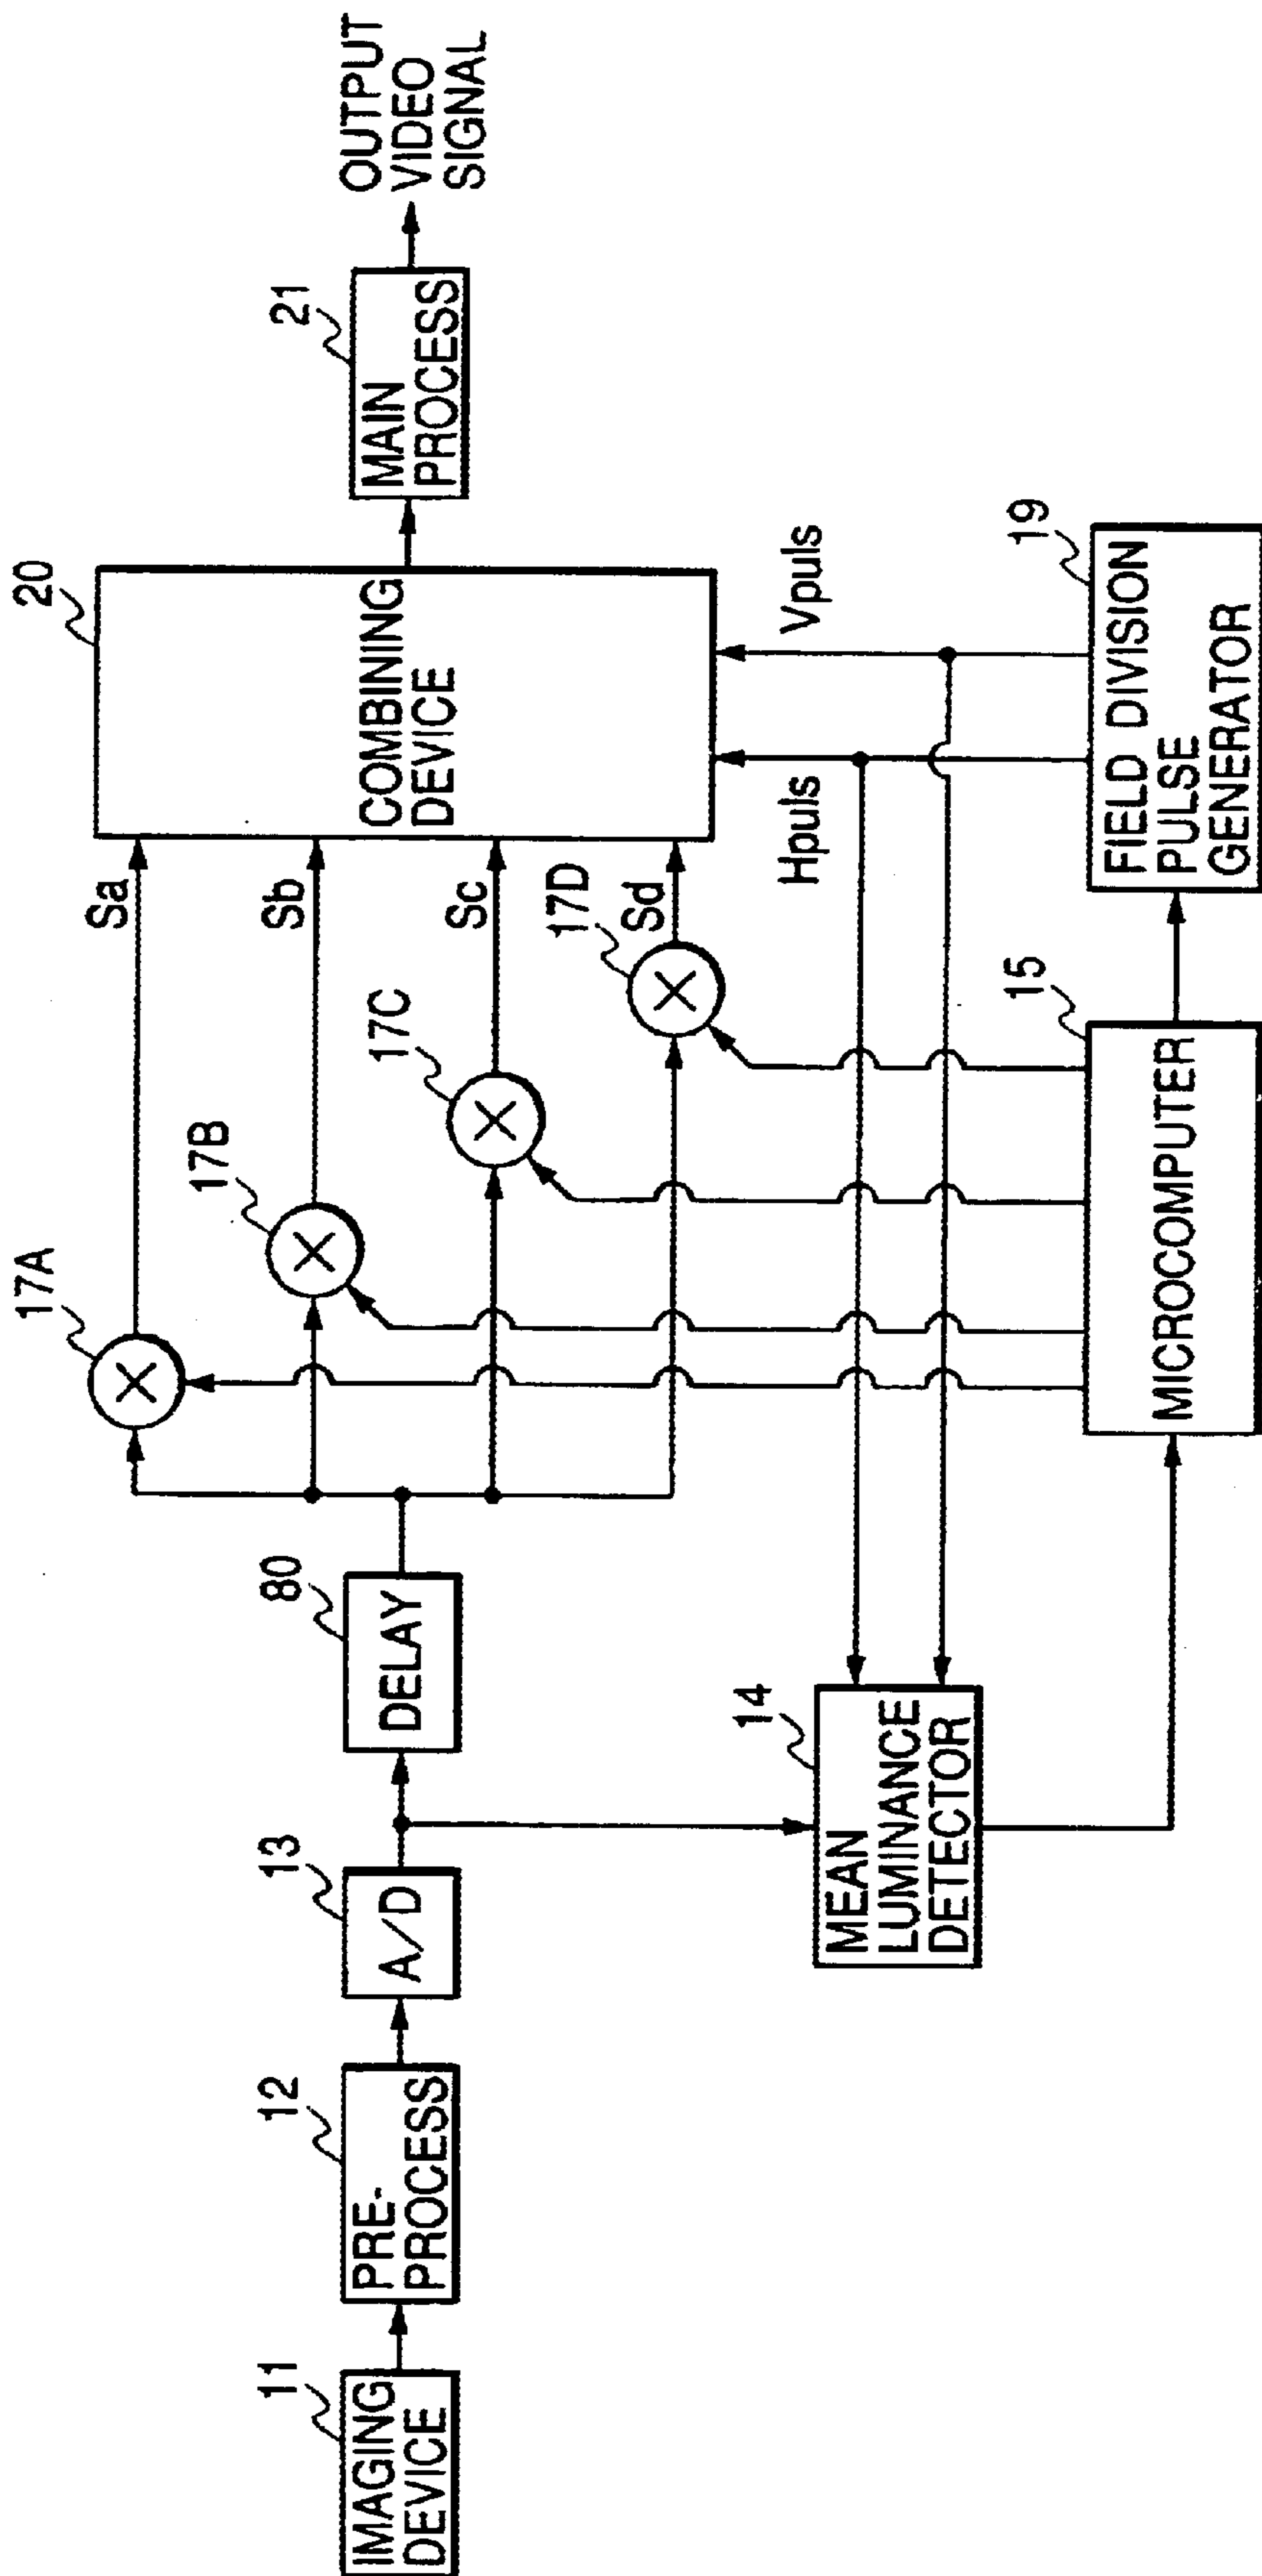 11
IMAGING
DEVICE
12
PRE-
PROCESS
13
A/D
80
DELAY
14
MEAN
LUMINANCE
DETECTOR
17A
17B
17C
17D
Sa
Sb
Sc
Sd
20
COMBINING
DEVICE
Hpuls
Vpuls
15
MICROCOMPUTER
19
FIELD DIVISION
PULSE
GENERATOR
21
MAIN
PROCESS
OUTPUT
VIDEO
SIGNAL